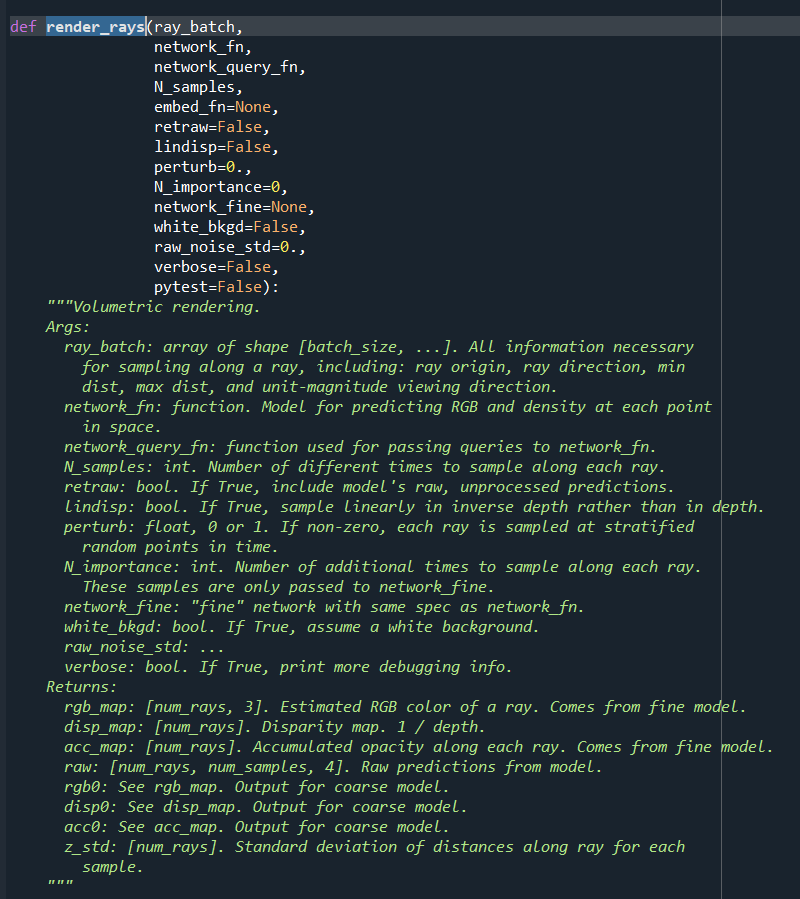 def render_rays(ray_batch,
                network_fn,
                network_query_fn,
                N_samples,
                embed_fn=None,
                retraw=False,
                lindisp=False,
                perturb=0.,
                N_importance=0,
                network_fine=None,
                white_bkgd=False,
                raw_noise_std=0.,
                verbose=False,
                pytest=False):
    """Volumetric rendering.
    Args:
      ray_batch: array of shape [batch_size, ...]. All information necessary
        for sampling along a ray, including: ray origin, ray direction, min
        dist, max dist, and unit-magnitude viewing direction.
      network_fn: function. Model for predicting RGB and density at each point
        in space.
      network_query_fn: function used for passing queries to network_fn.
      N_samples: int. Number of different times to sample along each ray.
      retraw: bool. If True, include model's raw, unprocessed predictions.
      lindisp: bool. If True, sample linearly in inverse depth rather than in depth.
      perturb: float, 0 or 1. If non-zero, each ray is sampled at stratified
        random points in time.
      N_importance: int. Number of additional times to sample along each ray.
        These samples are only passed to network_fine.
      network_fine: "fine" network with same spec as network_fn.
      white_bkgd: bool. If True, assume a white background.
      raw_noise_std: ...
      verbose: bool. If True, print more debugging info.
    Returns:
      rgb_map: [num_rays, 3]. Estimated RGB color of a ray. Comes from fine model.
      disp_map: [num_rays]. Disparity map. 1 / depth.
      acc_map: [num_rays]. Accumulated opacity along each ray. Comes from fine model.
      raw: [num_rays, num_samples, 4]. Raw predictions from model.
      rgb0: See rgb_map. Output for coarse model.
      disp0: See disp_map. Output for coarse model.
      acc0: See acc_map. Output for coarse model.
      z_std: [num_rays]. Standard deviation of distances along ray for each
        sample.
    """